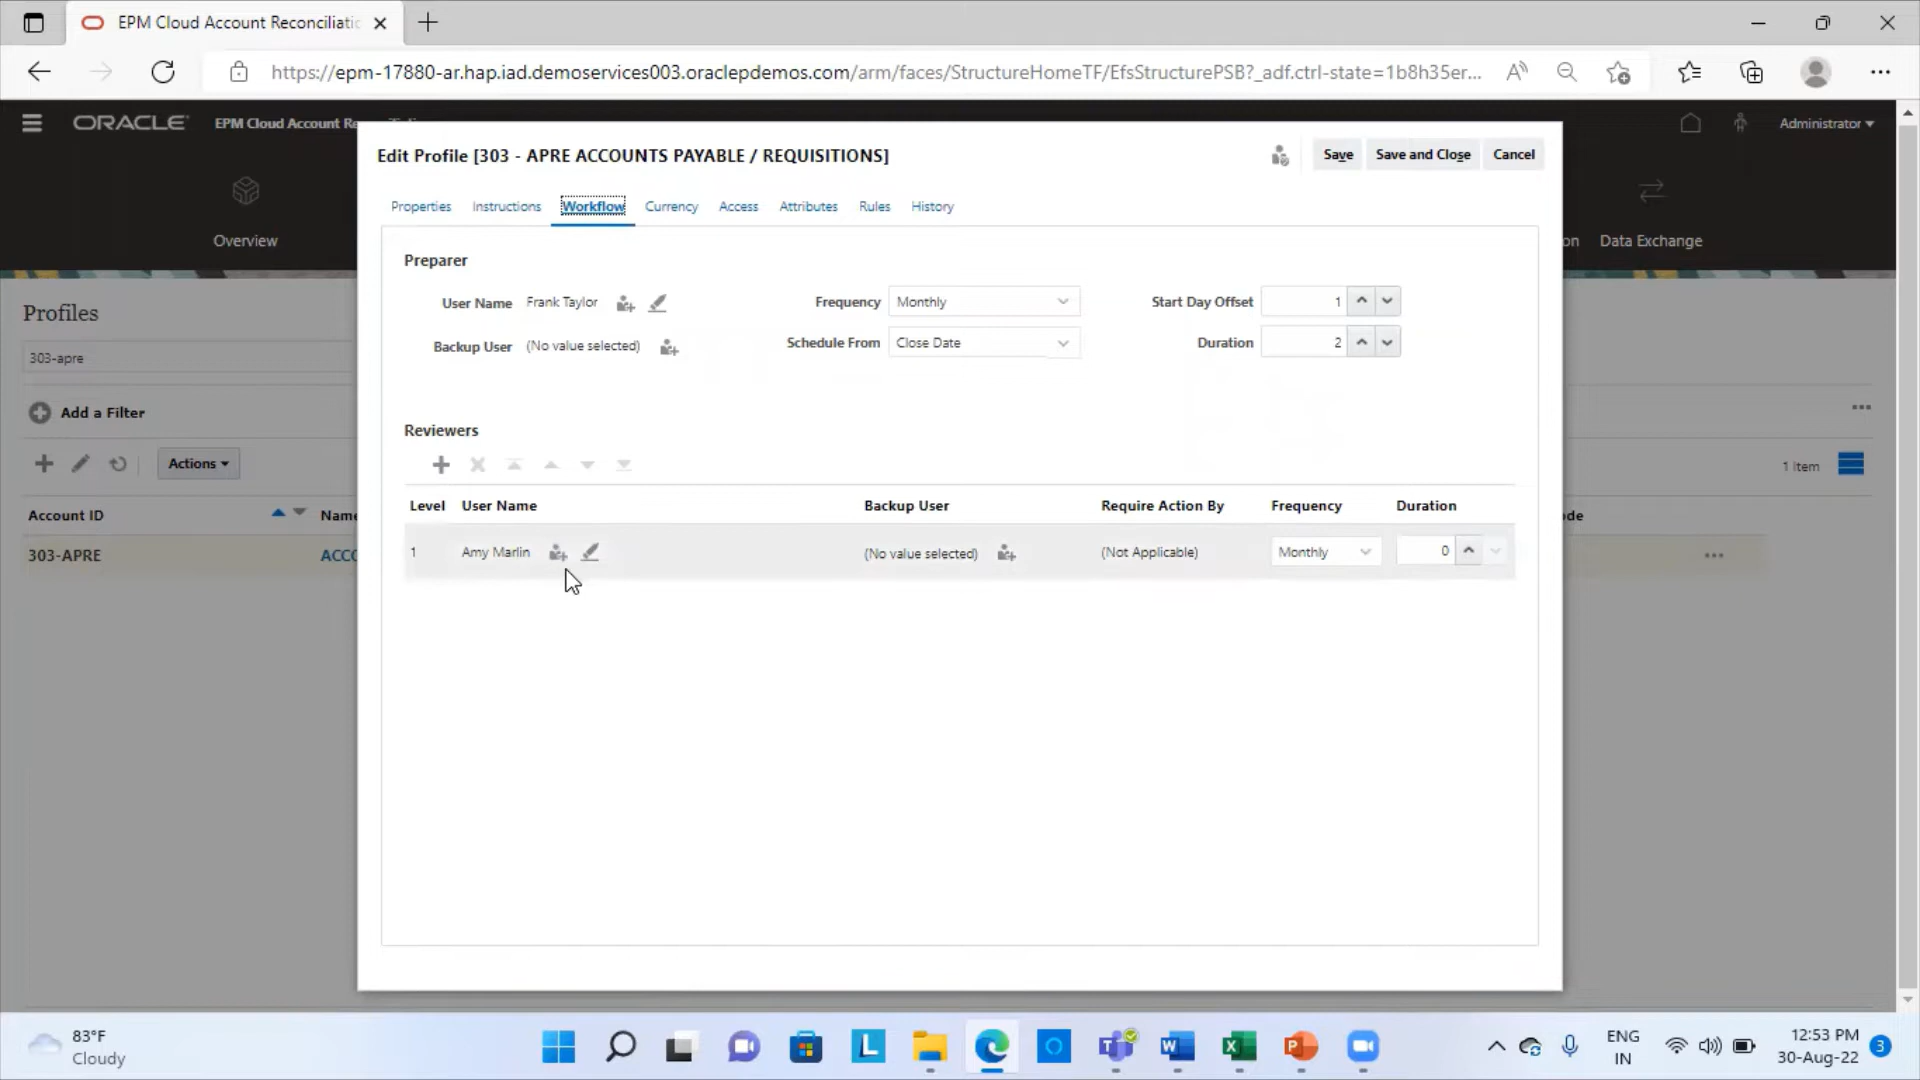 EPM Cloud Account Reconciliatio
https://epm-17880-ar.hap.iad.demoservices003.oraclepdemos.com/arm/faces/StructureHomeTF/EfsStructurePSB?_adf.ctrl-state=1b8h35er...
ORACLE EPM Cloud Account Re Administrator
Overview Data Exchange
Profiles
303-apre
Add a Filter
Actions 1 Item
Account ID Name
303-APRE ACCO
Edit Profile [303 - APRE ACCOUNTS PAYABLE / REQUISITIONS] Save Save and Close Cancel
Properties Instructions Workflow Currency Access Attributes Rules History
Preparer
User Name Frank Taylor Frequency Monthly Start Day Offset 1
Backup User (No value selected) Schedule From Close Date Duration 2
Reviewers
Level User Name Backup User Require Action By Frequency Duration
1 Amy Marlin (No value selected) (Not Applicable) Monthly 0
83°F
Cloudy
ENG
IN
12:53 PM
30-Aug-22
3